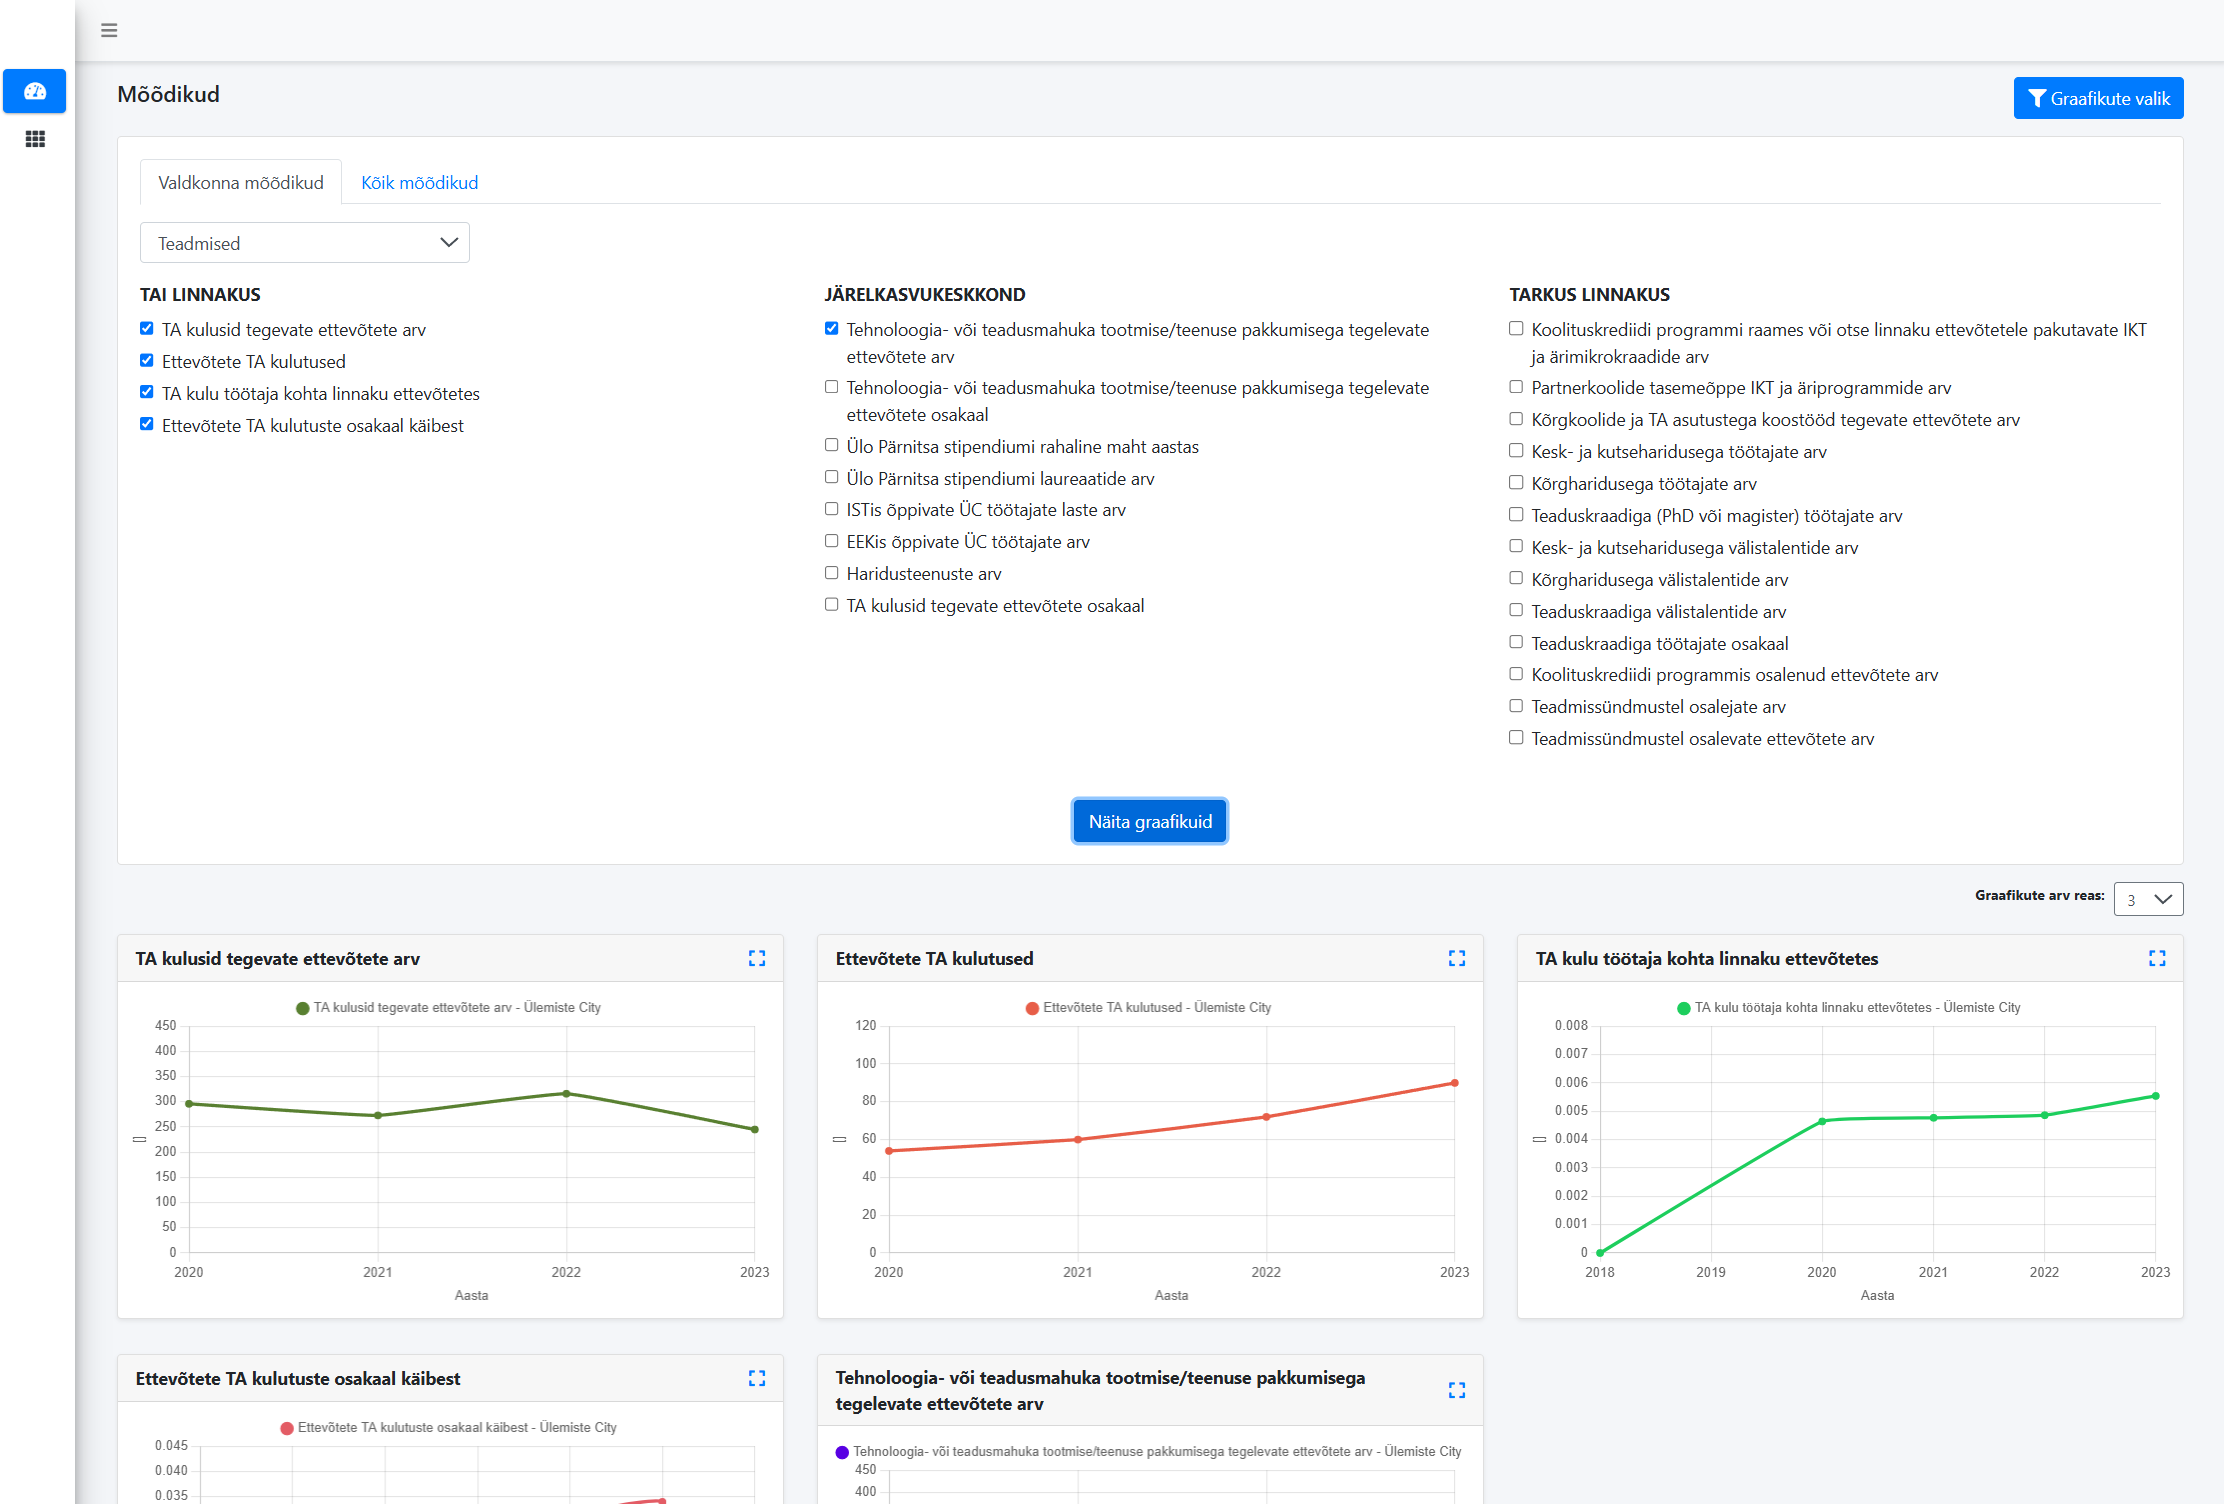 Mõõdikud
Graafikute valik
Valdkonna mõõdikud
Kõik mõõdikud
Teadmised
TAI LINNAKUS
TA kulusid tegevate ettevõtete arv
Ettevõtete TA kulutused
TA kulu töötaja kohta linnaku ettevõtetes
Ettevõtete TA kulutuste osakaal käibest
JÄRELKASVUKESKKOND
Tehnoloogia- või teadusmahuka tootmise/teenuse pakkumisega tegelevate
ettevõtete arv
Tehnoloogia- või teadusmahuka tootmise/teenuse pakkumisega tegelevate
ettevõtete osakaal
Ülo Pärnitsa stipendiumi rahaline maht aastas
Ülo Pärnitsa stipendiumi laureaatide arv
ISTis õppivate ÜC töötajate laste arv
EEKis õppivate ÜC töötajate arv
Haridusteenuste arv
TA kulusid tegevate ettevõtete osakaal
TARKUS LINNAKUS
Koolituskrediidi programmi raames või otse linnaku ettevõtetele pakutavate IKT
ja ärimikrokraadide arv
Partnerkoolide tasemeõppe IKT ja äriprogrammide arv
Kõrgkoolide ja TA asutustega koostööd tegevate ettevõtete arv
Kesk- ja kutseharidusega töötajate arv
Kõrgharidusega töötajate arv
Teaduskraadiga (PhD või magister) töötajate arv
Kesk- ja kutseharidusega välistalentide arv
Kõrgharidusega välistalentide arv
Teaduskraadiga välistalentide arv
Teaduskraadiga töötajate osakaal
Koolituskrediidi programmis osalenud ettevõtete arv
Teadmissündmustel osalejate arv
Teadmissündmustel osalevate ettevõtete arv
Näita graafikuid
Graafikute arv reas:
3
TA kulusid tegevate ettevõtete arv
TA kulusid tegevate ettevõtete arv - Ülemiste City
450
400
350
300
250
200
150
100
50
0
2020 2021 2022 2023
Aasta
Ettevõtete TA kulutused
Ettevõtete TA kulutused - Ülemiste City
120
100
80
60
40
20
0
2020 2021 2022 2023
Aasta
TA kulu töötaja kohta linnaku ettevõtetes
TA kulu töötaja kohta linnaku ettevõtetes - Ülemiste City
0.008
0.007
0.006
0.005
0.004
0.003
0.002
0.001
0
2018 2019 2020 2021 2022 2023
Aasta
Ettevõtete TA kulutuste osakaal käibest
Ettevõtete TA kulutuste osakaal käibest - Ülemiste City
0.045
0.040
0.035
Tehnoloogia- või teadusmahuka tootmise/teenuse pakkumisega
tegelevate ettevõtete arv
Tehnoloogia- või teadusmahuka tootmise/teenuse pakkumisega tegelevate ettevõtete arv - Ülemiste City
450
400